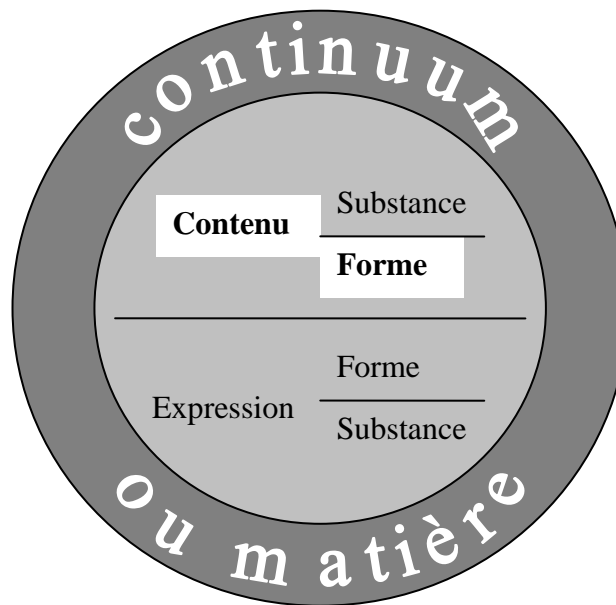 continuum
Substance
Contenu
Forme
Forme
Expression
Substance
ou matière